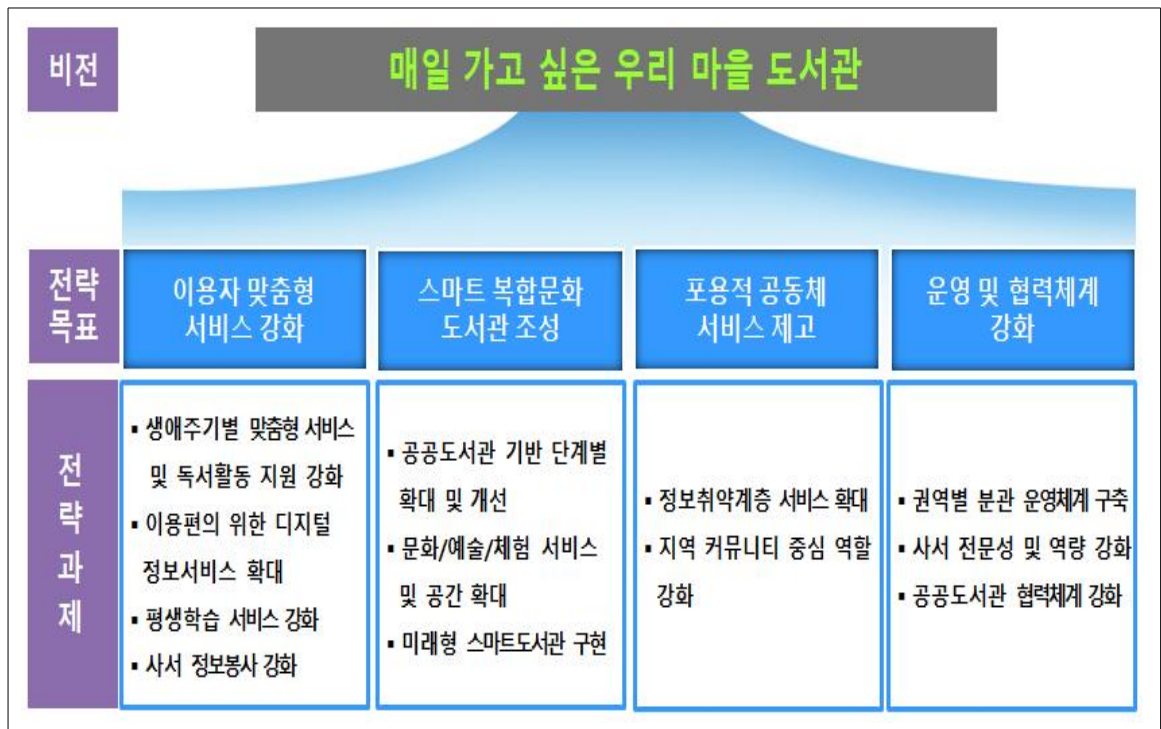 비전
매일 가고 싶은 우리 마을 도서관
전략
목표
이용자 맞춤형
서비스 강화
스마트 복합문화
도서관 조성
포용적 공동체
서비스 제고
운영 및 협력체계
강화
전
략
과
제
▪ 생애주기별 맞춤형 서비스
및 독서활동 지원 강화
▪ 이용편의 위한 디지털
정보서비스 확대
▪ 평생학습 서비스 강화
▪ 사서 정보봉사 강화
▪ 공공도서관 기반 단계별
확대 및 개선
▪ 문화/예술/체험 서비스
및 공간 확대
▪ 미래형 스마트도서관 구현
▪ 정보취약계층 서비스 확대
▪ 지역 커뮤니티 중심 역할
강화
▪ 권역별 분관 운영체계 구축
▪ 사서 전문성 및 역량 강화
▪ 공공도서관 협력체계 강화